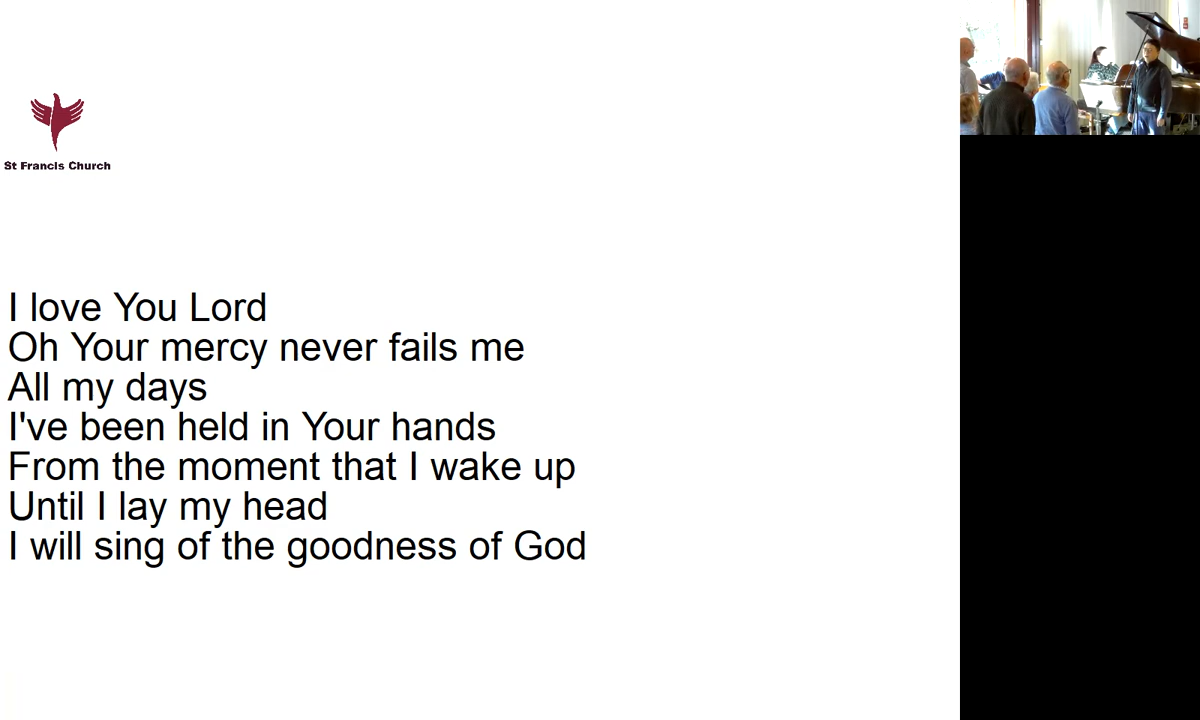 St Francis Church
I love You Lord
Oh Your mercy never fails me
All my days
I've been held in Your hands
From the moment that I wake up
Until I lay my head
I will sing of the goodness of God